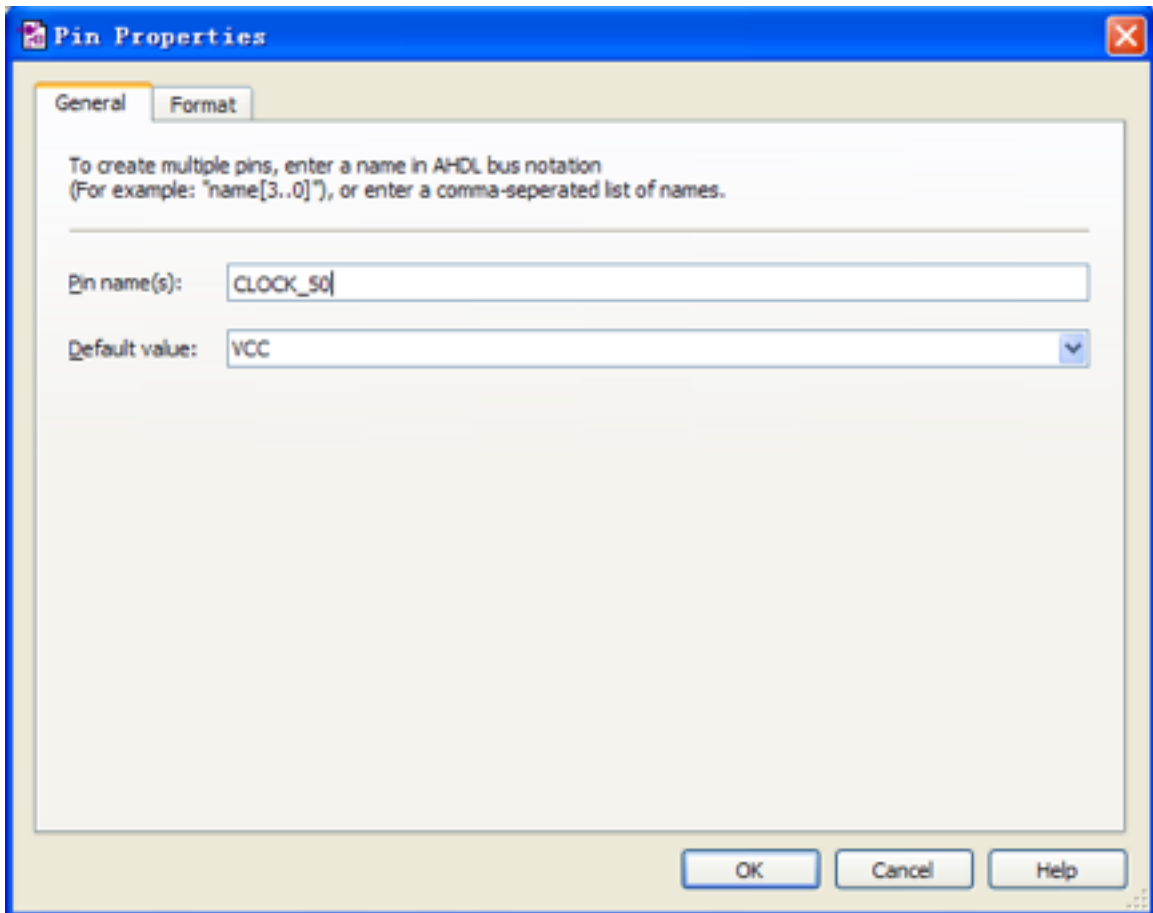 Pin Properties
General Format
To create multiple pins, enter a name in AHDL bus notation
(For example: "name[3..0]"), or enter a comma-seperated list of names.
Pin name(s): CLOCK_50
Default value: VCC
OK Cancel Help